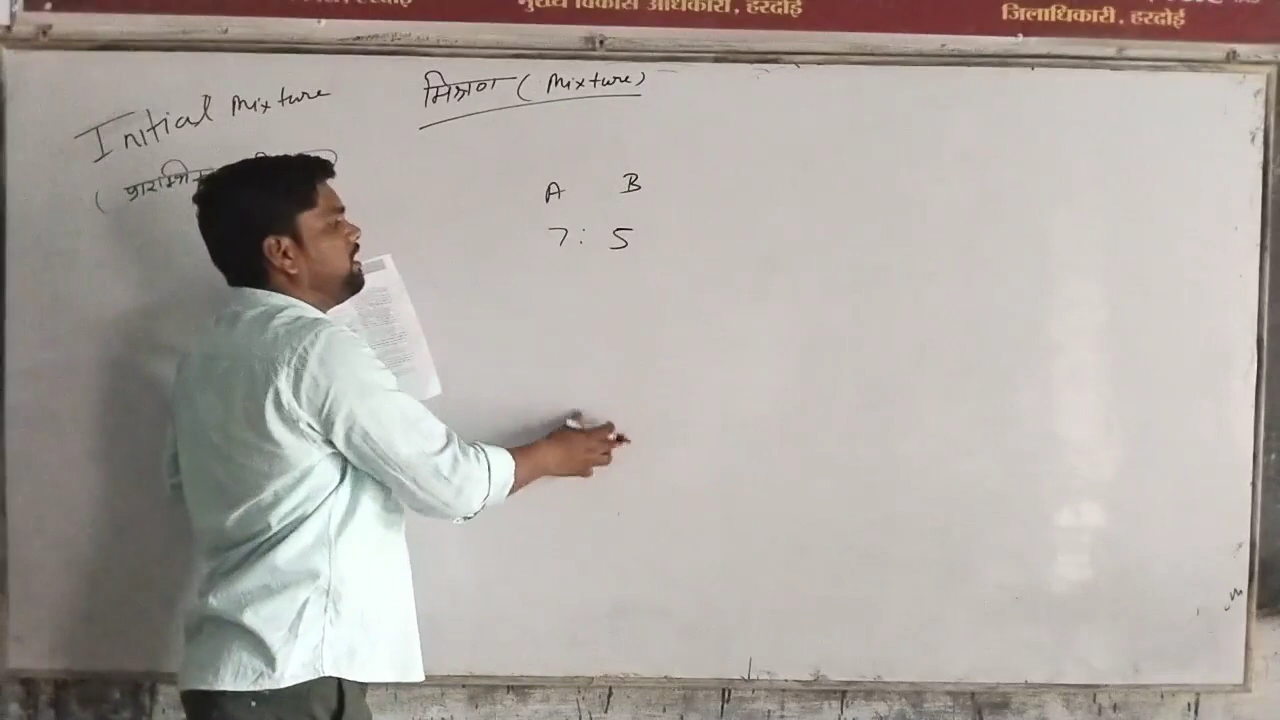 मुख्य विकास अधिकारी, हरदोई
जिलाधिकारी, हरदोई
मिश्रण (Mixture)
Initial Mixture
A B
7 : 5